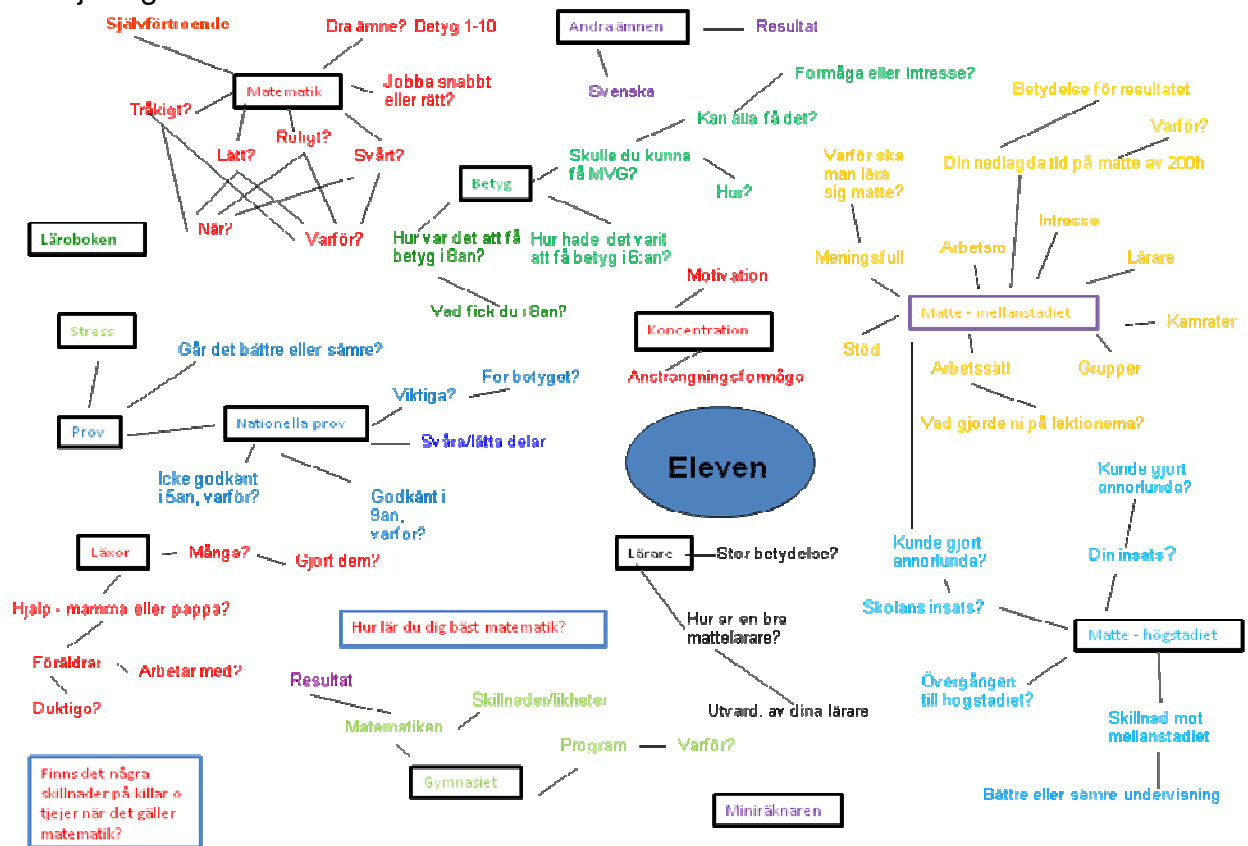 Självförtroende
Bra ämne? Betyg 1-10
Matematik
Jobba snabbt
eller rätt?
Tråkigt?
Lätt?
Roligt?
Svårt?
När?
Varför?
Andra ämnen
Resultat
Svenska
Förmåga eller intresse?
Kan alla få det?
Skulle du kunna
få MVG?
Hur?
Betyg
Hur var det att få
betyg i 8an?
Hur hade det varit
att få betyg i 6:an?
Vad fick du i 8an?
Betydelse för resultatet
Varför?
Din nedlagda tid på matte av 200h
Varför ska
man lära
sig matte?
Meningsfull
Arbetsro
Intresse
Lärare
Matte - mellanstadiet
Kamrater
Stöd
Arbetssätt
Grupper
Vad gjorde ni på lektionerna?
Läroboken
Motivation
Koncentration
Ansträngningsförmåga
Stress
Går det bättre eller sämre?
Prov
Nationella prov
Viktiga?
För betyget?
Svåra/lätta delar
Icke godkänt
i 5an, varför?
Godkänt i
9an,
varför?
Eleven
Läxor
Många?
Gjort dem?
Hjälp - mamma eller pappa?
Föräldrar
Arbetar med?
Duktiga?
Lärare
Stor betydelse?
Hur är en bra
mattelärare?
Utvärd. av dina lärare
Kunde gjort
annorlunda?
Skolans insats?
Kunde gjort
annorlunda?
Din insats?
Matte - högstadiet
Övergången
till högstadiet?
Skillnad mot
mellanstadiet
Bättre eller sämre undervisning
Hur lär du dig bäst matematik?
Resultat
Matematiken
Skillnader/likheter
Gymnasiet
Program
Varför?
Miniräknaren
Finns det några
skillnader på killar o
tjejer när det gäller
matematik?